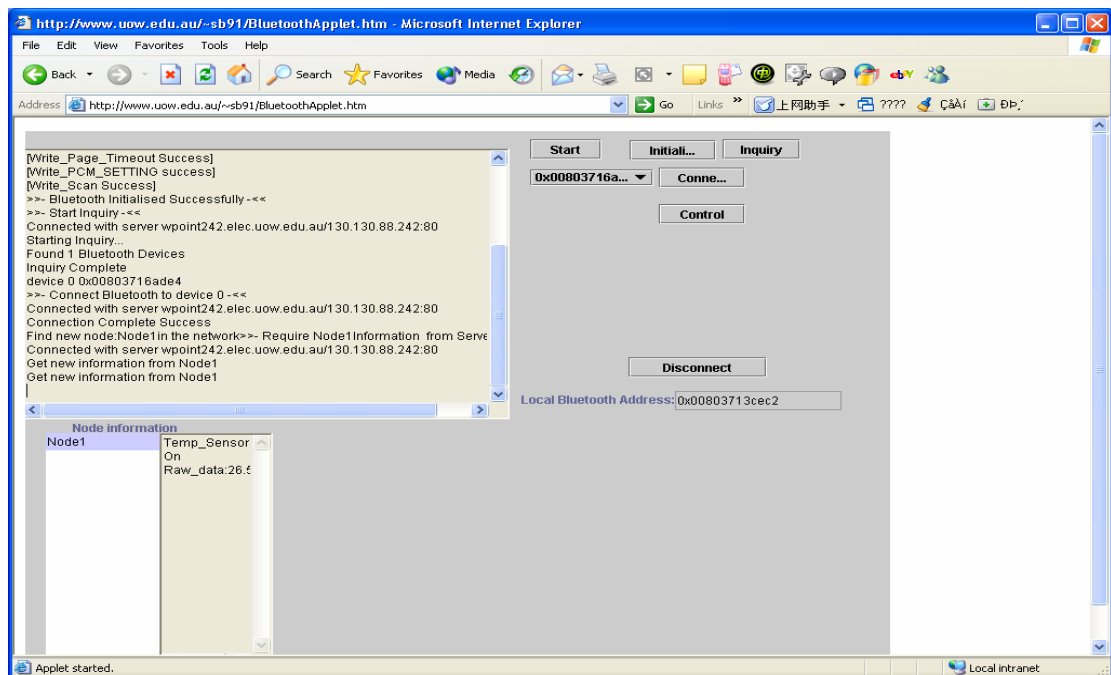 http://www.uow.edu.au/~sb91/BluetoothApplet.htm - Microsoft Internet Explorer
File Edit View Favorites Tools Help
Back Search Favorites Media
Address http://www.uow.edu.au/~sb91/BluetoothApplet.htm Go Links » 上网助手 ???? ÇåÀí ÐÞ¸´
[Write_Page_Timeout Success]
[Write_PCM_SETTING success]
[Write_Scan Success]
>>- Bluetooth Initialised Successfully -<<
>>- Start Inquiry -<<
Connected with server wpoint242.elec.uow.edu.au/130.130.88.242:80
Starting Inquiry...
Found 1 Bluetooth Devices
Inquiry Complete
device 0 0x00803716ade4
>>- Connect Bluetooth to device 0 -<<
Connected with server wpoint242.elec.uow.edu.au/130.130.88.242:80
Connection Complete Success
Find new node:Node1in the network>>- Require Node1Information from Serve
Connected with server wpoint242.elec.uow.edu.au/130.130.88.242:80
Get new information from Node1
Get new information from Node1
Start Initiali... Inquiry
0x00803716a... Conne...
Control
Disconnect
Local Bluetooth Address: 0x00803713cec2
Node information
Node1
Temp_Sensor
On
Raw_data:26.5
Applet started. Local intranet